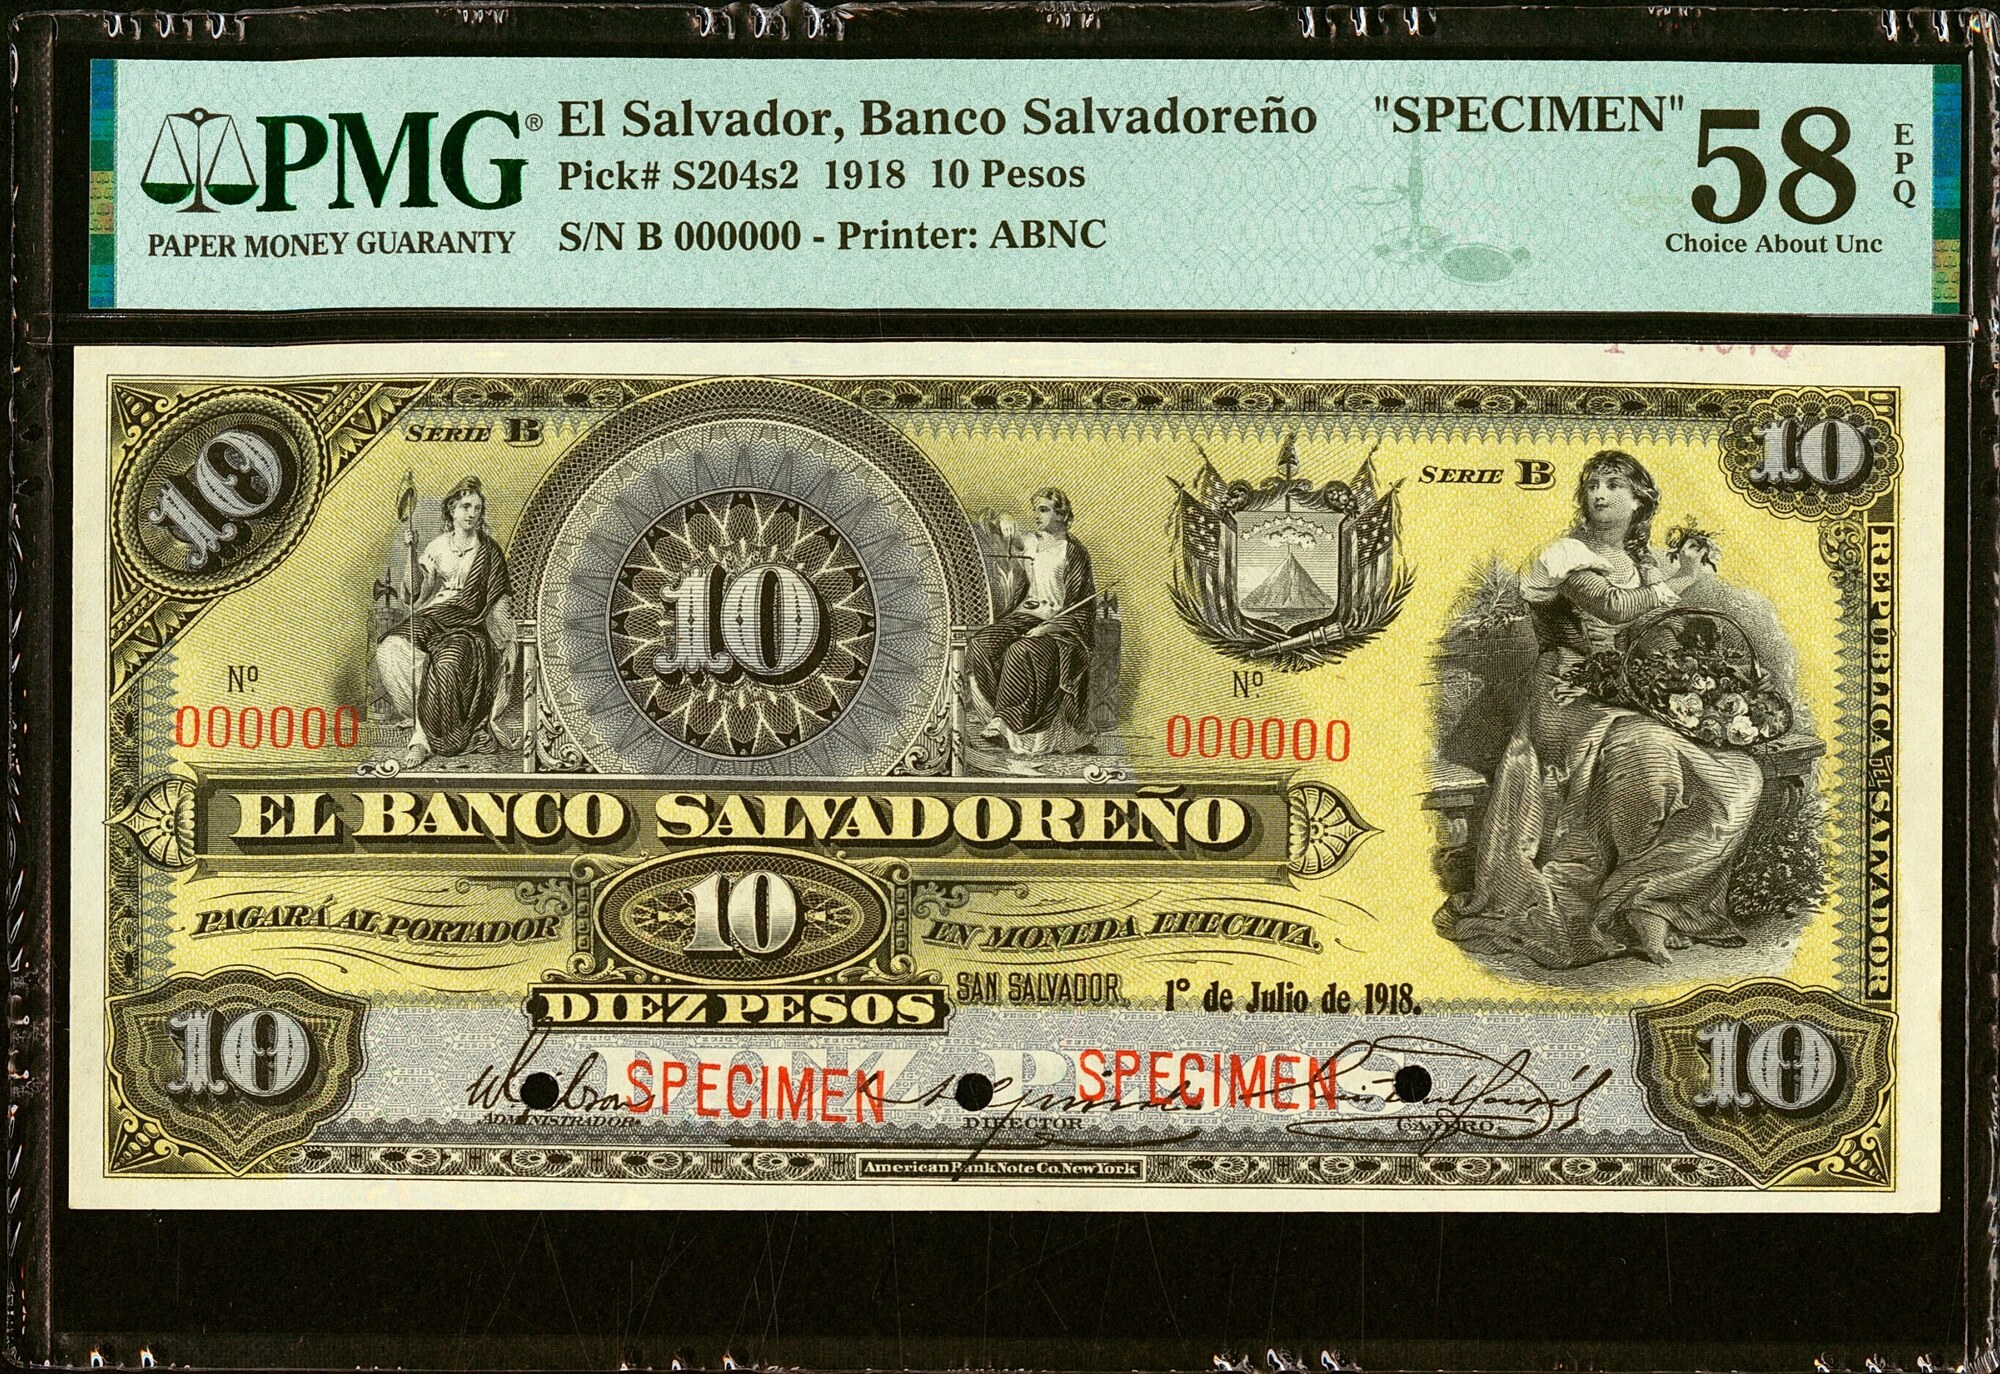 PMG®
PAPER MONEY GUARANTY
El Salvador, Banco Salvadoreño "SPECIMEN"
Pick# S204s2 1918 10 Pesos
S/N B 000000 - Printer: ABNC
58
EPQ
Choice About Unc
10
SERIE B
10
SERIE B
10
Nº
000000
Nº
000000
REPÚBLICA DEL SALVADOR
EL BANCO SALVADOREÑO
PAGARÁ AL PORTADOR
10
EN MONEDA EFECTIVA.
DIEZ PESOS
SAN SALVADOR, 1º de Julio de 1918.
10
DIEZ PESOS
SPECIMEN
SPECIMEN
10
ADMINISTRADOR.
DIRECTOR
CAJERO.
American Bank Note Co. New York